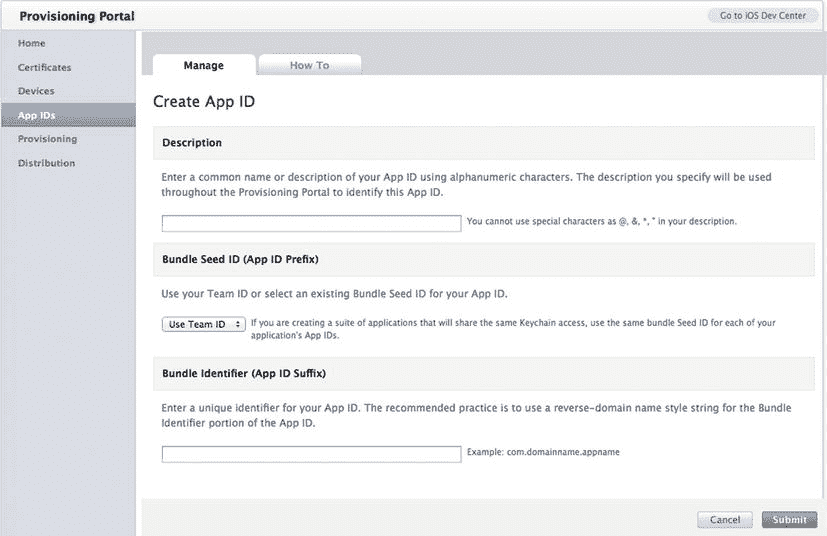 Provisioning Portal
Go to iOS Dev Center
Home
Certificates
Devices
App IDs
Provisioning
Distribution
Manage
How To
Create App ID
Description
Enter a common name or description of your App ID using alphanumeric characters. The description you specify will be used
throughout the Provisioning Portal to identify this App ID.
You cannot use special characters as @, &, *, " in your description.
Bundle Seed ID (App ID Prefix)
Use your Team ID or select an existing Bundle Seed ID for your App ID.
Use Team ID
If you are creating a suite of applications that will share the same Keychain access, use the same bundle Seed ID for each of your
application's App IDs.
Bundle Identifier (App ID Suffix)
Enter a unique identifier for your App ID. The recommended practice is to use a reverse-domain name style string for the Bundle
Identifier portion of the App ID.
Example: com.domainname.appname
Cancel
Submit